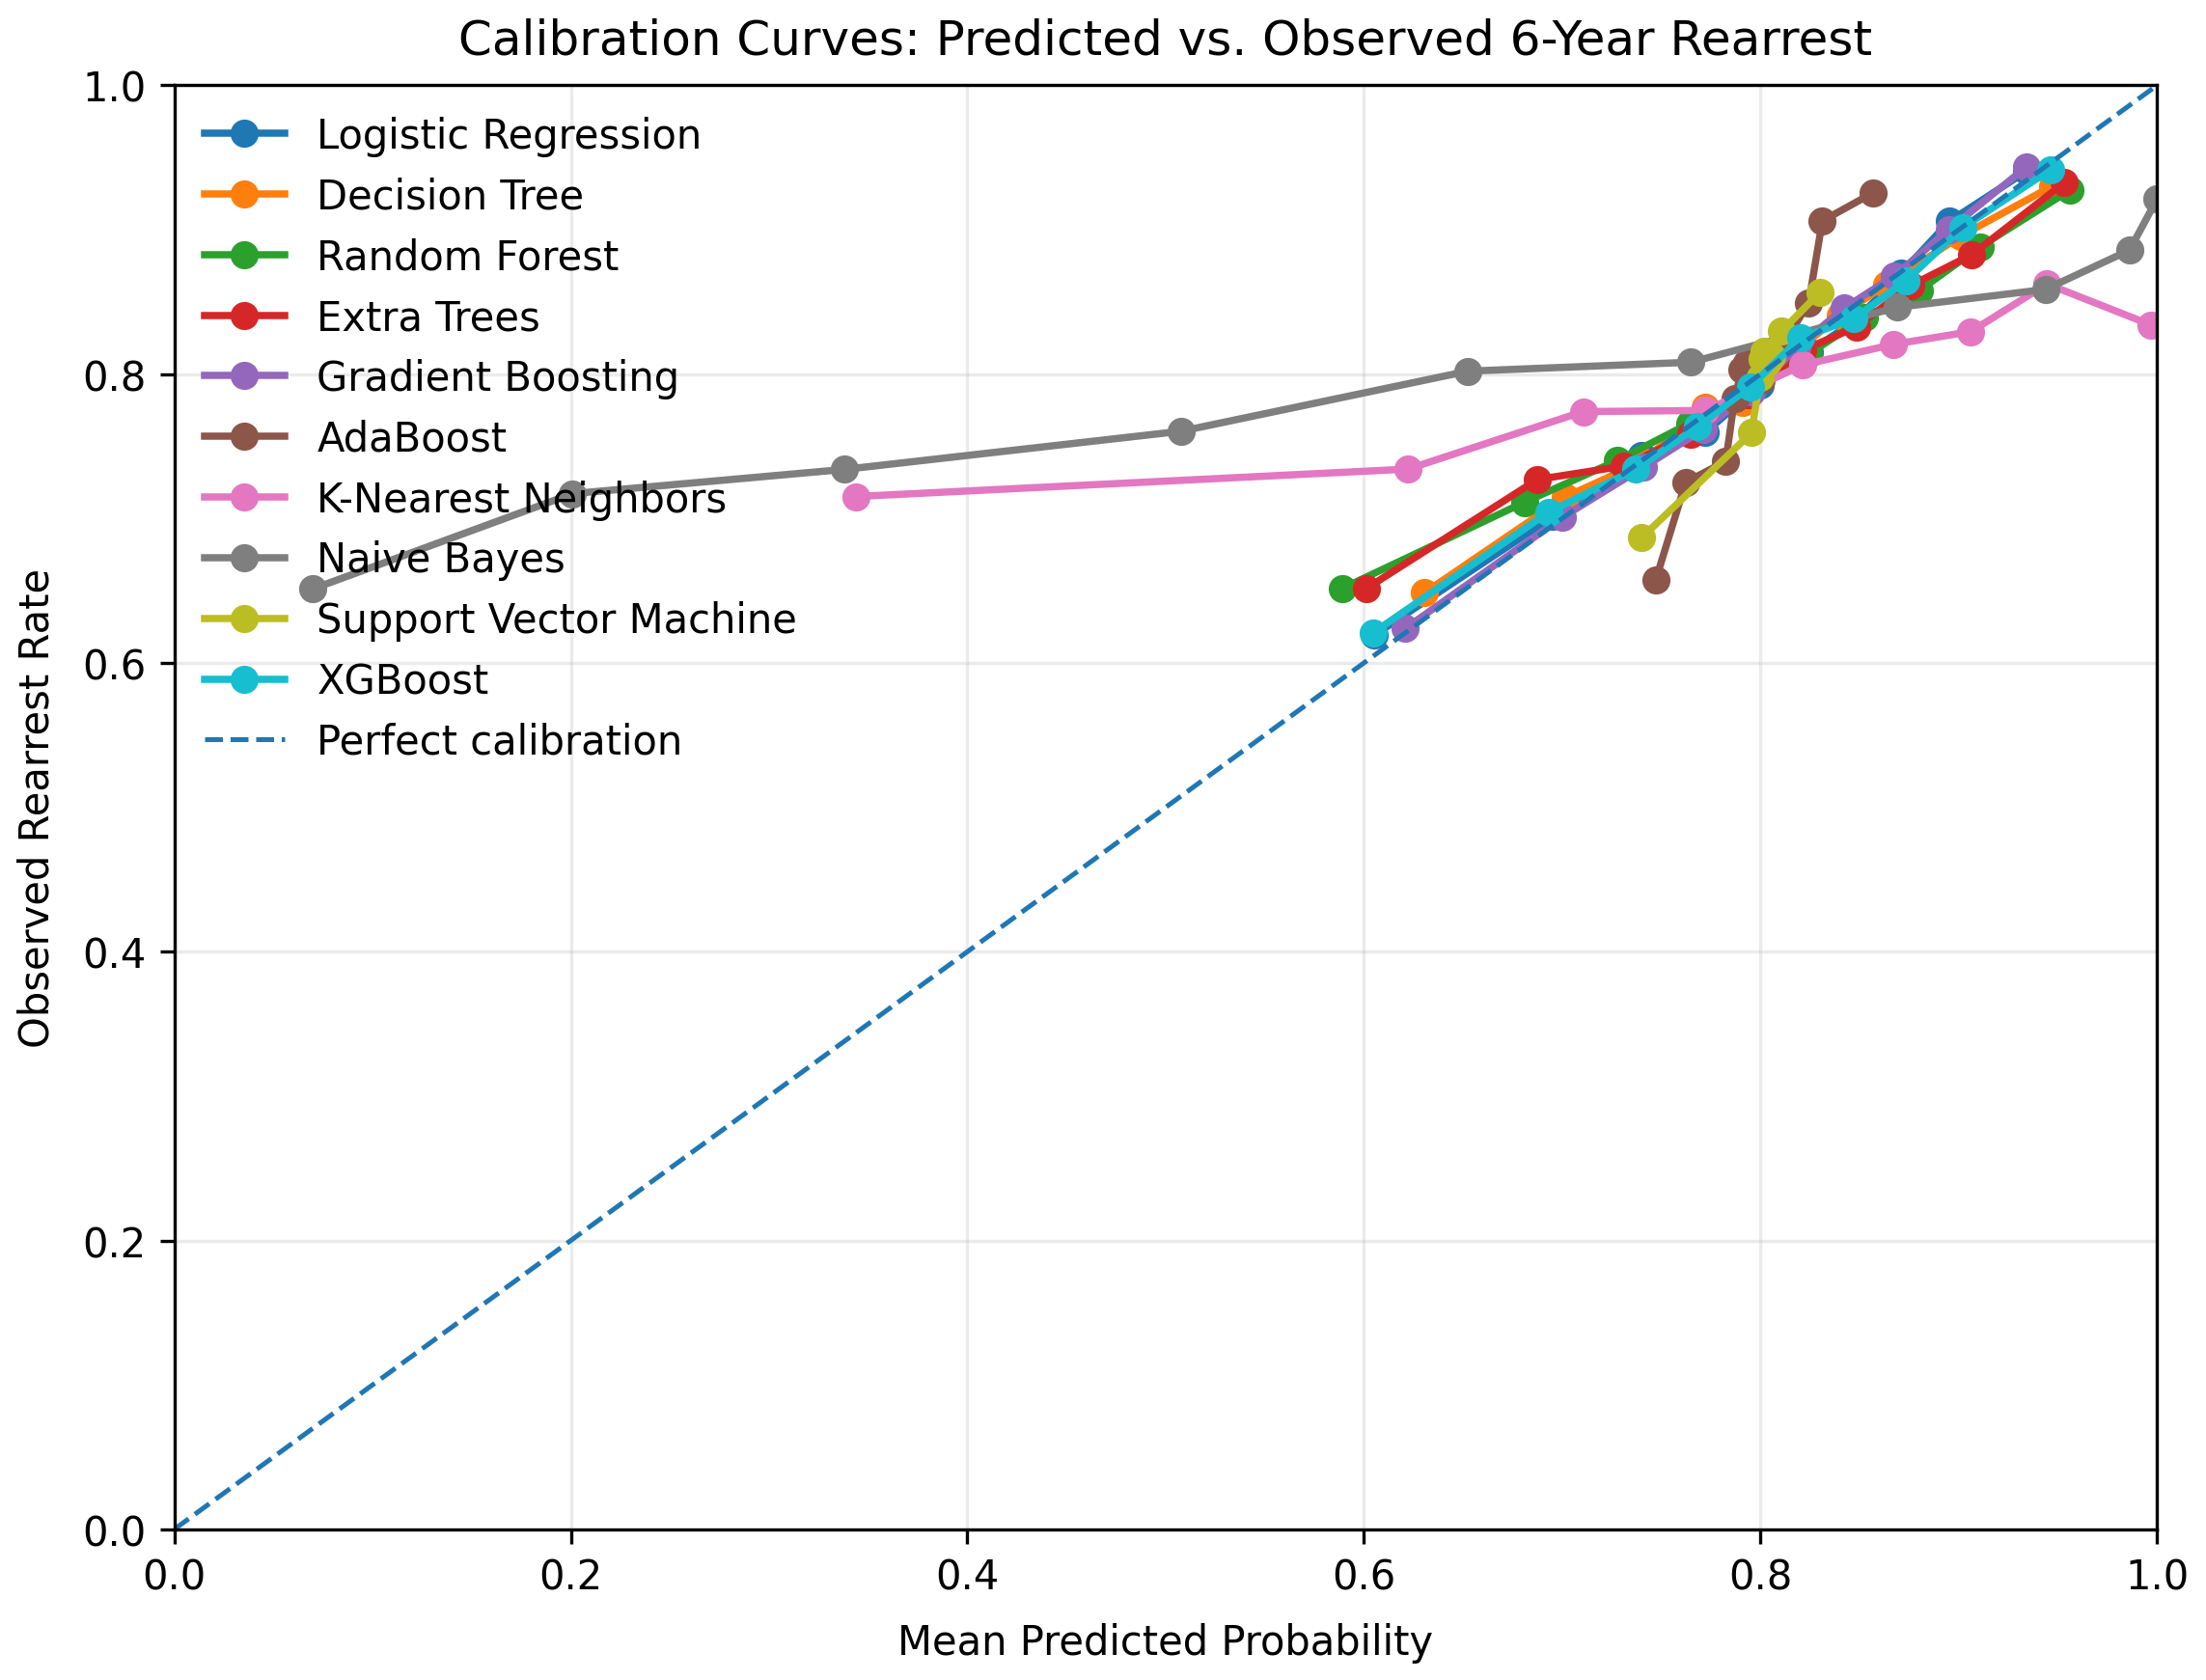 Calibration Curves: Predicted vs. Observed 6-Year Rearrest
1.0
0.8
0.6
0.4
0.2
0.0
Observed Rearrest Rate
Logistic Regression
Decision Tree
Random Forest
Extra Trees
Gradient Boosting
AdaBoost
K-Nearest Neighbors
Naive Bayes
Support Vector Machine
XGBoost
Perfect calibration
0.0 0.2 0.4 0.6 0.8 1.0
Mean Predicted Probability